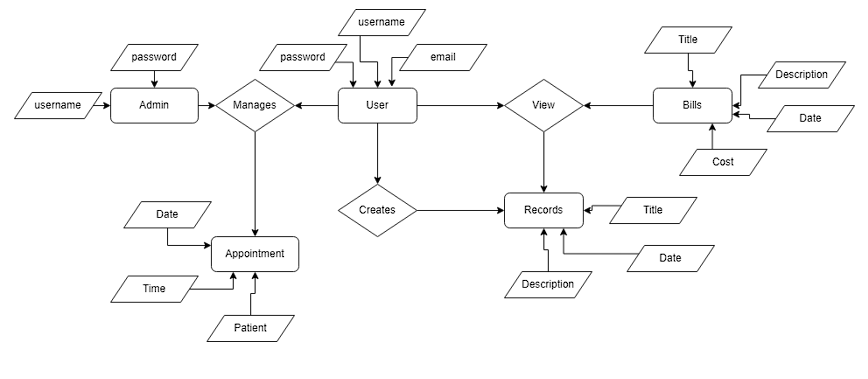 username
Title
password
password
email
Description
username
Admin
Manages
User
View
Bills
Date
Cost
Date
Creates
Records
Title
Appointment
Date
Time
Description
Patient